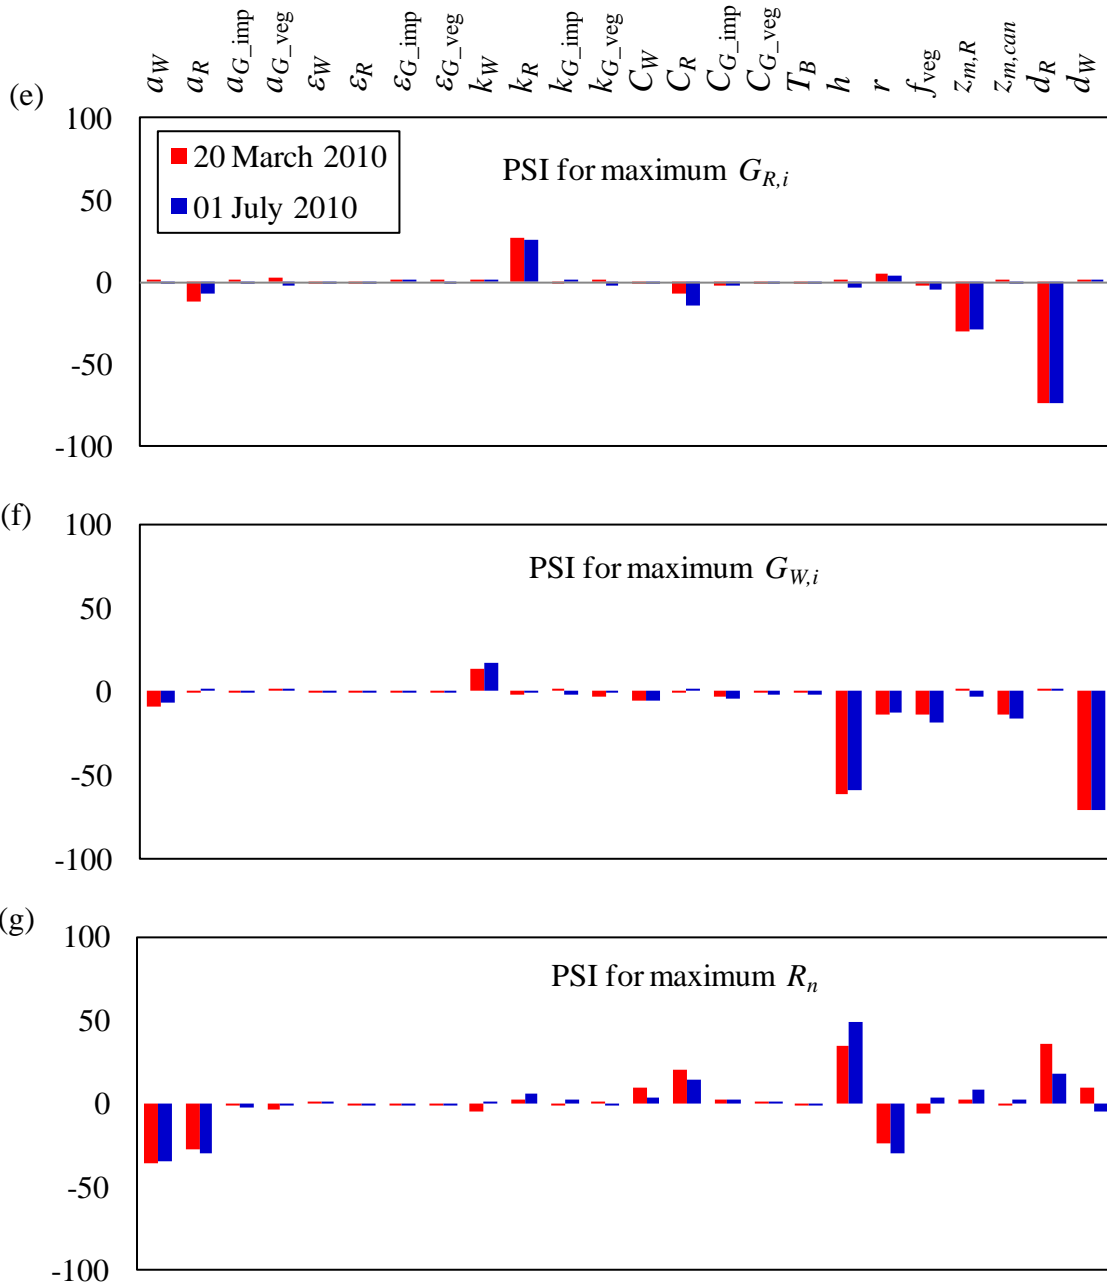 a_W a_R a_G_imp a_G_veg ε_W ε_R ε_G_imp ε_G_veg k_W k_R k_G_imp k_G_veg C_W C_R C_G_imp C_G_veg T_B h r f_veg z_m,R z_m,can d_R d_W
(e)
100
20 March 2010
PSI for maximum G_R,i
50
01 July 2010
0
-50
-100
(f)
100
PSI for maximum G_W,i
50
0
-50
-100
(g)
100
PSI for maximum R_n
50
0
-50
-100